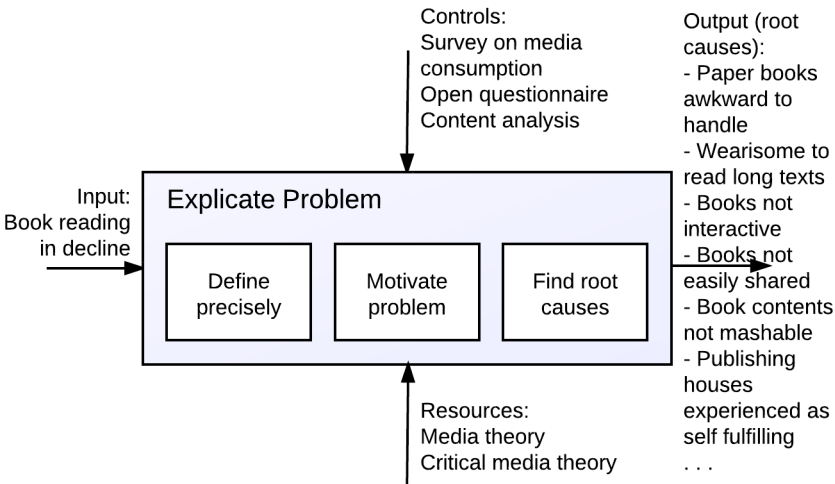 Controls:
Survey on media
consumption
Open questionnaire
Content analysis
Output (root
causes):
- Paper books
awkward to
handle
- Wearisome to
read long texts
- Books not
interactive
- Books not
easily shared
- Book contents
not mashable
- Publishing
houses
experienced as
self fulfilling
. . .
Input:
Book reading
in decline
Explicate Problem
Define
precisely
Motivate
problem
Find root
causes
Resources:
Media theory
Critical media theory